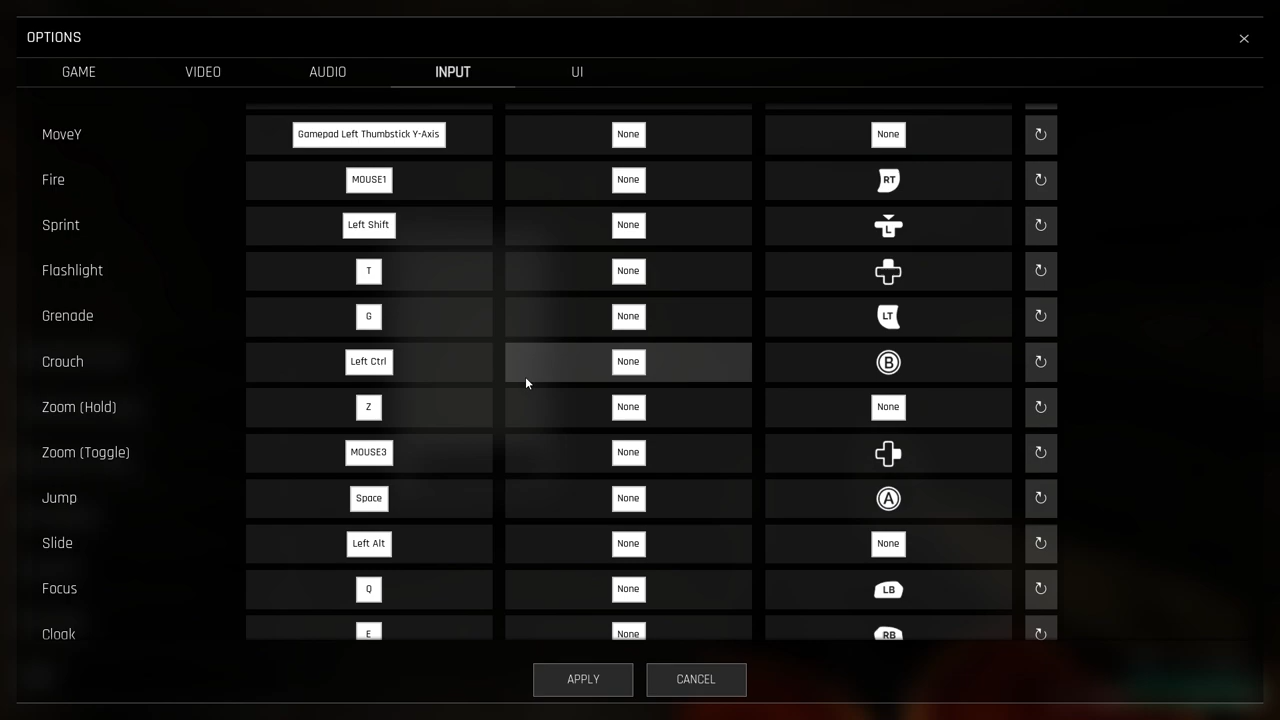 OPTIONS
×
GAME VIDEO AUDIO INPUT UI
MoveY Gamepad Left Thumbstick Y-Axis None None
Fire MOUSE1 None RT
Sprint Left Shift None L
Flashlight T None
Grenade G None LT
Crouch Left Ctrl None B
Zoom (Hold) Z None None
Zoom (Toggle) MOUSE3 None
Jump Space None A
Slide Left Alt None None
Focus Q None LB
Cloak E None RB
APPLY CANCEL